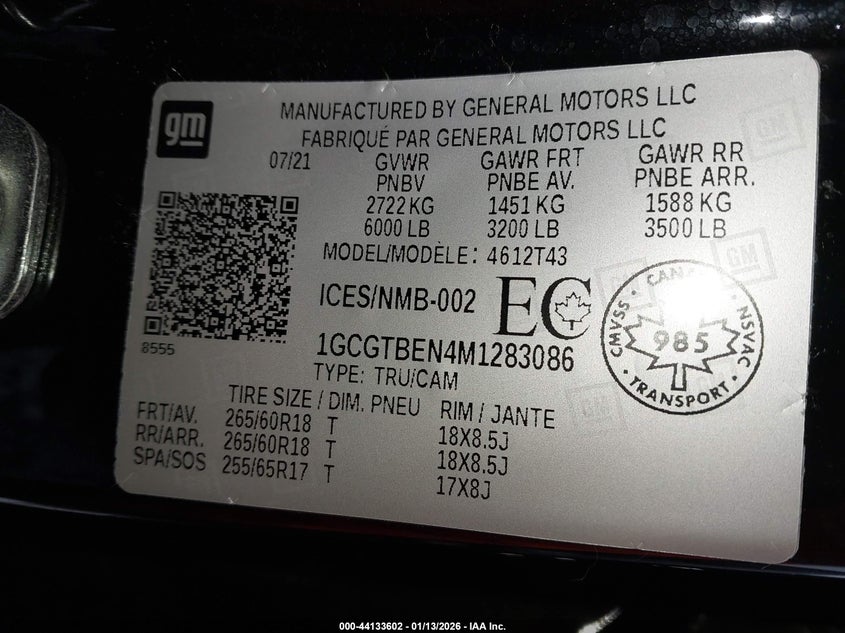 gm
MANUFACTURED BY GENERAL MOTORS LLC
FABRIQUÉ PAR GENERAL MOTORS LLC
07/21 GVWR GAWR FRT GAWR RR
PNBV PNBE AV. PNBE ARR.
2722 KG 1451 KG 1588 KG
6000 LB 3200 LB 3500 LB
MODEL/MODÈLE: 4612T43
ICES/NMB-002 EC
8555
1GCGTBEN4M1283086
TYPE: TRU/CAM
CMVSS NSVAC
985
TRANSPORT
TIRE SIZE / DIM. PNEU RIM / JANTE
FRT/AV. 265/60R18 T 18X8.5J
RR/ARR. 265/60R18 T 18X8.5J
SPA/SOS 255/65R17 T 17X8J
GM
GM
000-44133602 - 01/13/2026 - IAA Inc.